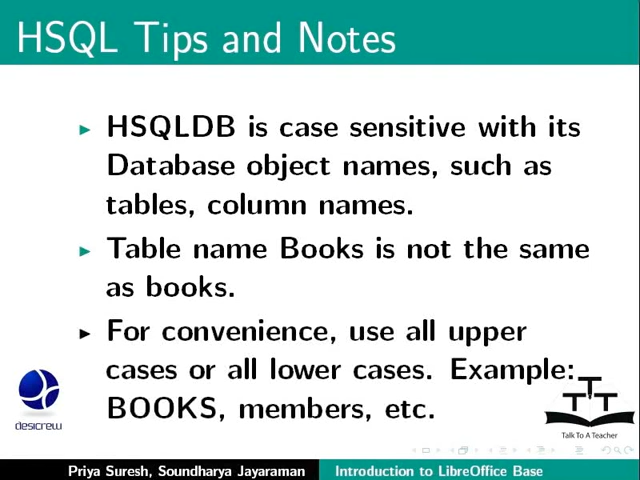 HSQL Tips and Notes
HSQLDB is case sensitive with its
Database object names, such as
tables, column names.
Table name Books is not the same
as books.
For convenience, use all upper
cases or all lower cases. Example:
BOOKS, members, etc.
desicrew
TTT
Talk To A Teacher
Priya Suresh, Soundharya Jayaraman Introduction to LibreOffice Base